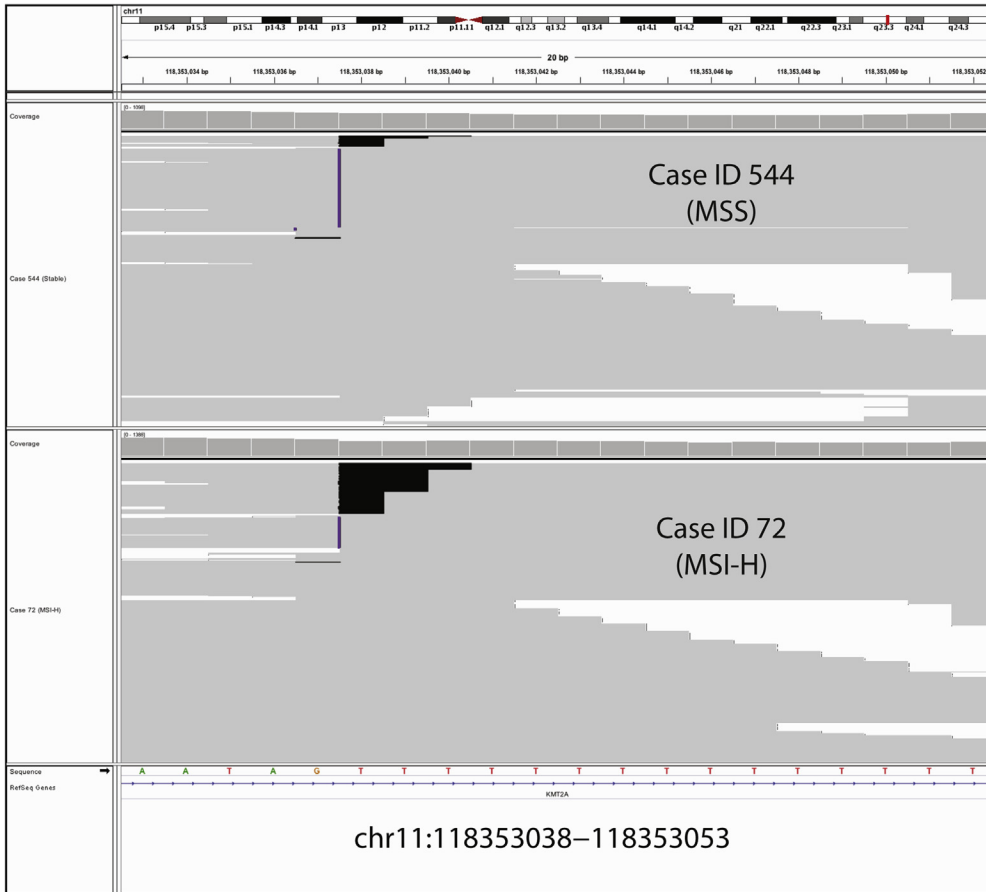 chr11
p15.4 p15.3 p15.1 p14.3 p14.1 p13 p12 p11.2 p11.11 q12.1 q12.3 q13.2 q13.4 q14.1 q14.2 q21 q22.1 q22.3 q23.1 q23.3 q24.1 q24.3
20 bp
118,353,034 bp 118,353,036 bp 118,353,038 bp 118,353,040 bp 118,353,042 bp 118,353,044 bp 118,353,046 bp 118,353,048 bp 118,353,050 bp 118,353,052
Coverage
Case ID 544
(MSS)
Case 544 (Stable)
Coverage
Case ID 72
(MSI-H)
Case 72 (MSI-H)
Sequence A A T A G T T T T T T T T T T T T T T T
RefSeq Genes
KMT2A
chr11:118353038–118353053